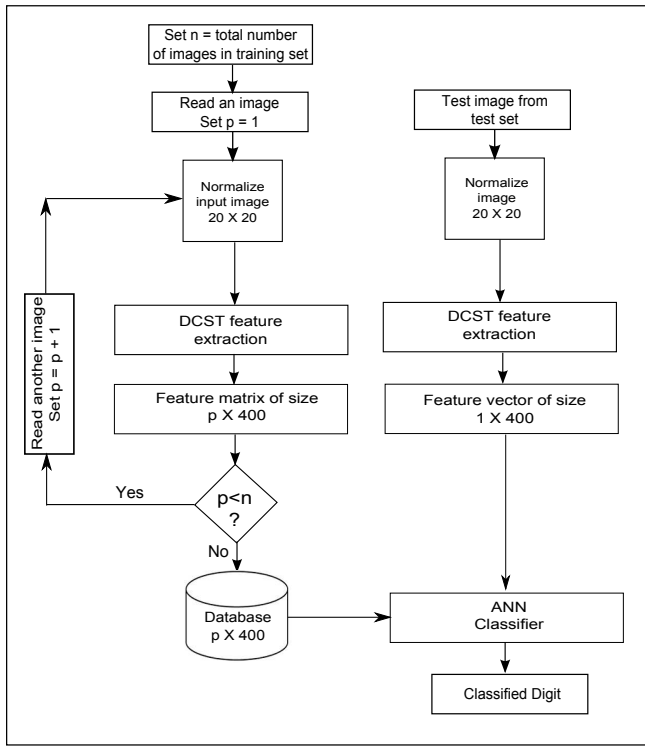 Set n = total number
of images in training set
Read an image
Set p = 1
Test image from
test set
Normalize
input image
20 X 20
Normalize
image
20 X 20
Read another image
Set p = p + 1
DCST feature
extraction
DCST feature
extraction
Feature matrix of size
p X 400
Feature vector of size
1 X 400
Yes
p<n
?
No
Database
p X 400
ANN
Classifier
Classified Digit